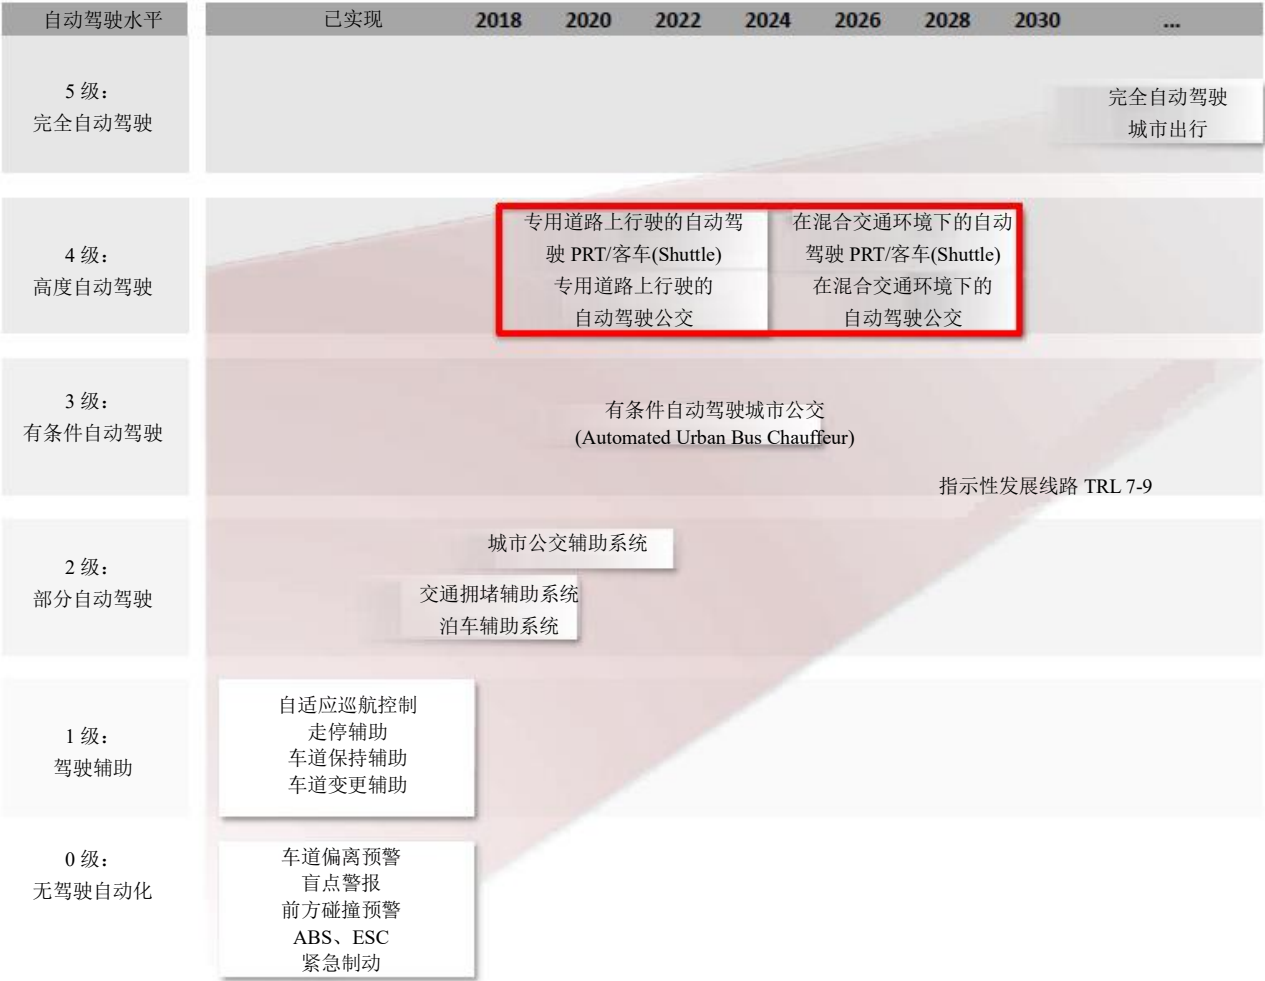 自动驾驶水平
已实现
2018
2020
2022
2024
2026
2028
2030
...
5 级：
完全自动驾驶
完全自动驾驶
城市出行
4 级：
高度自动驾驶
专用道路上行驶的自动驾
驶 PRT/客车(Shuttle)
专用道路上行驶的
自动驾驶公交
在混合交通环境下的自动
驾驶 PRT/客车(Shuttle)
在混合交通环境下的
自动驾驶公交
3 级：
有条件自动驾驶
有条件自动驾驶城市公交
(Automated Urban Bus Chauffeur)
指示性发展线路 TRL 7-9
2 级：
部分自动驾驶
城市公交辅助系统
交通拥堵辅助系统
泊车辅助系统
1 级：
驾驶辅助
自适应巡航控制
走停辅助
车道保持辅助
车道变更辅助
0 级：
无驾驶自动化
车道偏离预警
盲点警报
前方碰撞预警
ABS、ESC
紧急制动